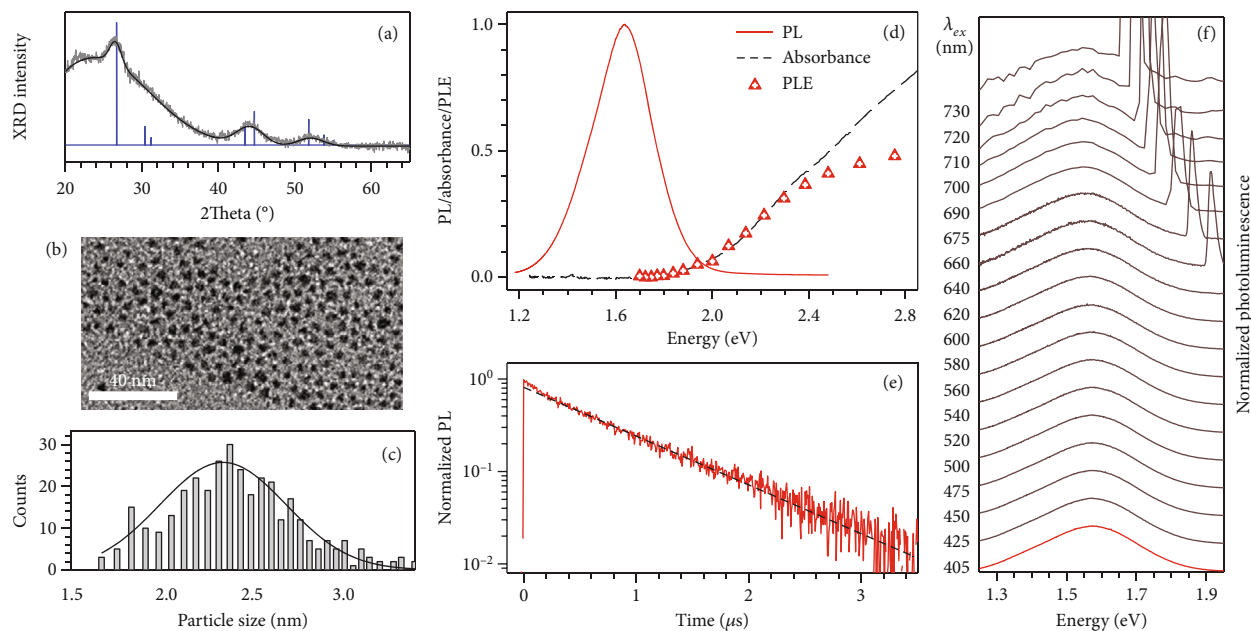 (a)
XRD intensity
20 30 40 50 60
2Theta (°)
(b)
40 nm
(c)
30
20
10
0
Counts
1.5 2.0 2.5 3.0
Particle size (nm)
(d)
PL
Absorbance
PLE
1.0
0.5
0.0
PL/absorbance/PLE
1.2 1.6 2.0 2.4 2.8
Energy (eV)
(e)
10⁰
10⁻¹
10⁻²
Normalized PL
0 1 2 3
Time (μs)
(f)
λex
(nm)
730
720
710
700
690
675
660
640
620
600
580
560
540
520
500
475
450
425
405
1.3 1.5 1.7 1.9
Energy (eV)
Normalized photoluminescence